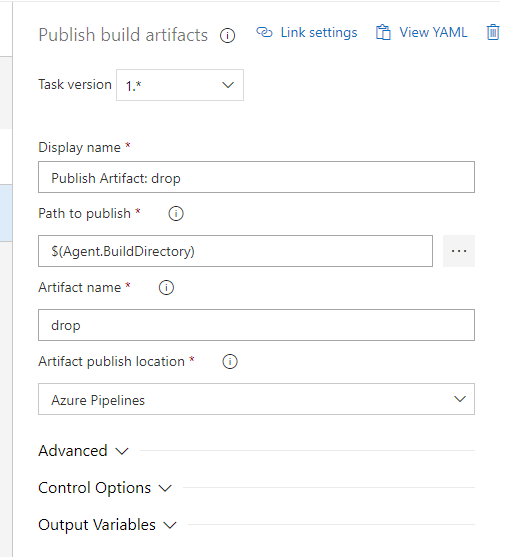 Publish build artifacts Link settings View YAML
Task version 1.*
Display name *
Publish Artifact: drop
Path to publish *
$(Agent.BuildDirectory)
Artifact name *
drop
Artifact publish location *
Azure Pipelines
Advanced
Control Options
Output Variables